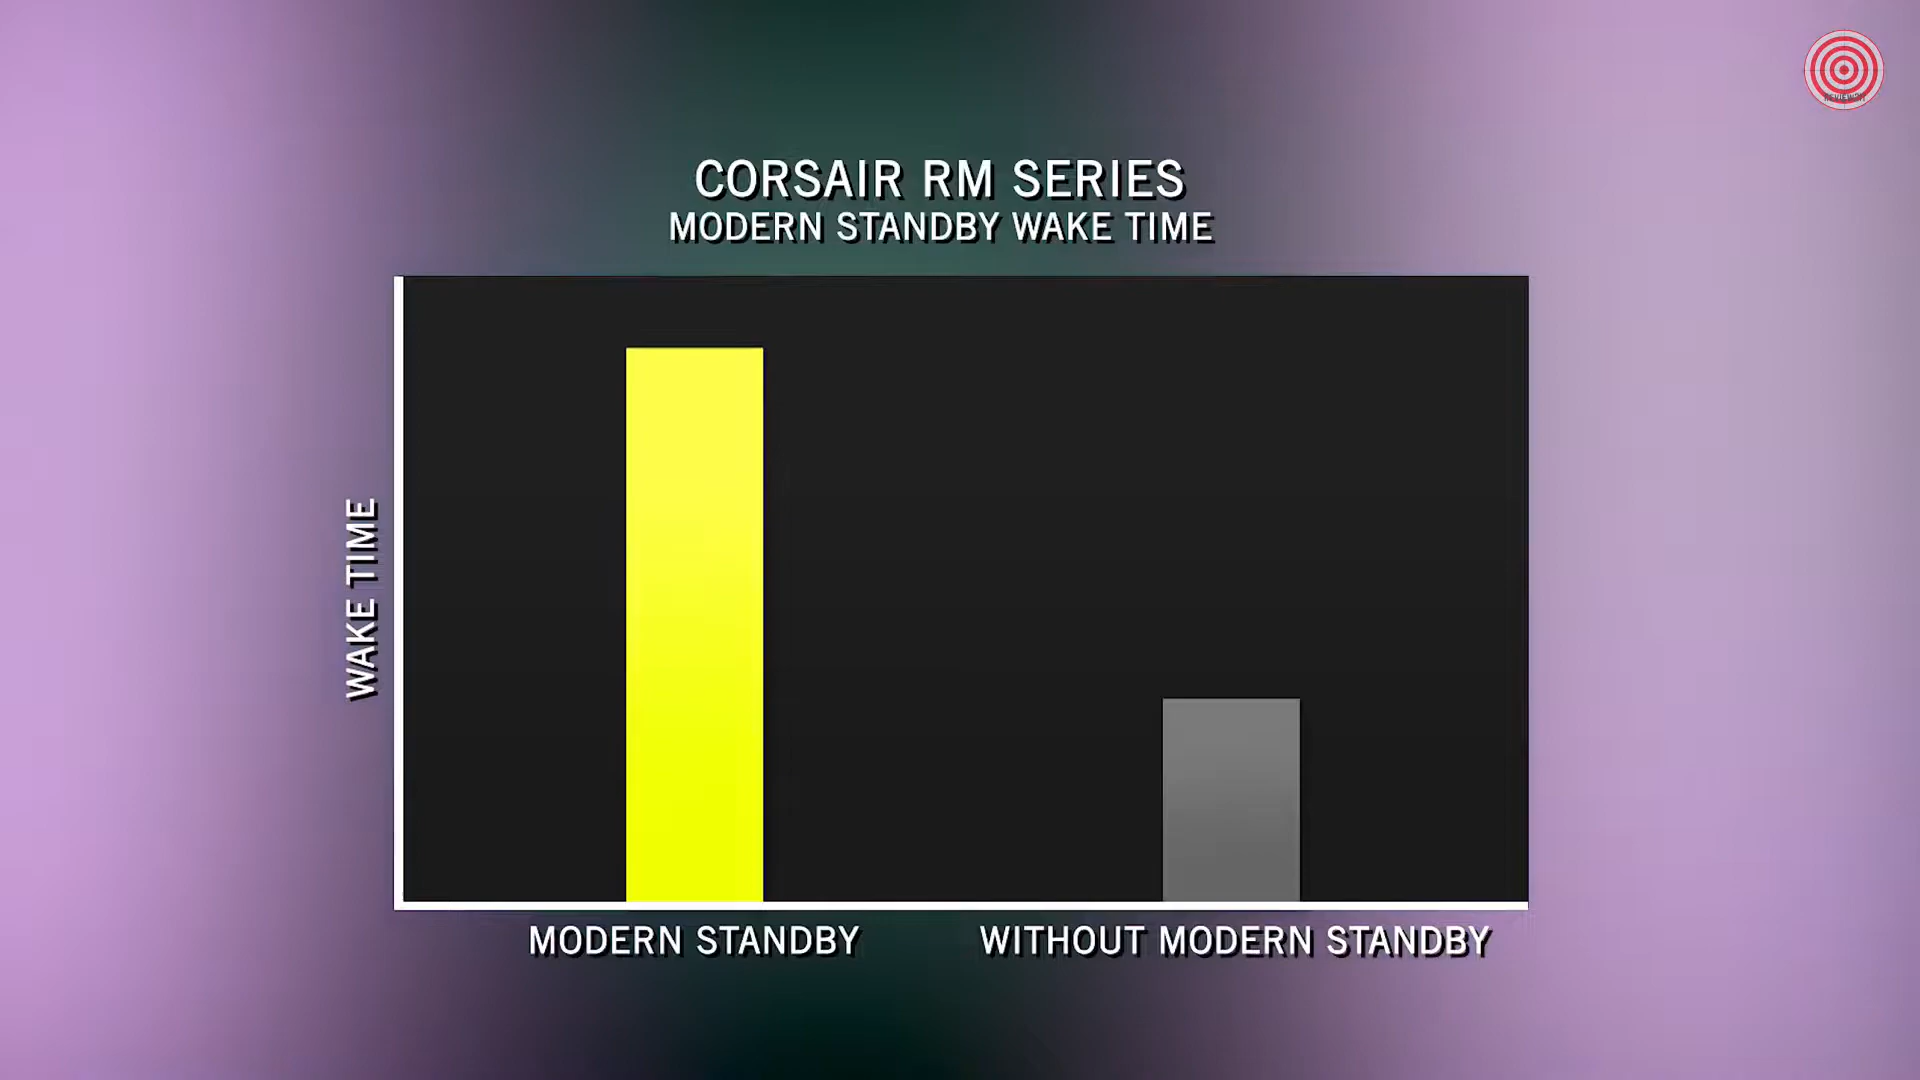 CORSAIR RM SERIES
MODERN STANDBY WAKE TIME
WAKE TIME
MODERN STANDBY
WITHOUT MODERN STANDBY